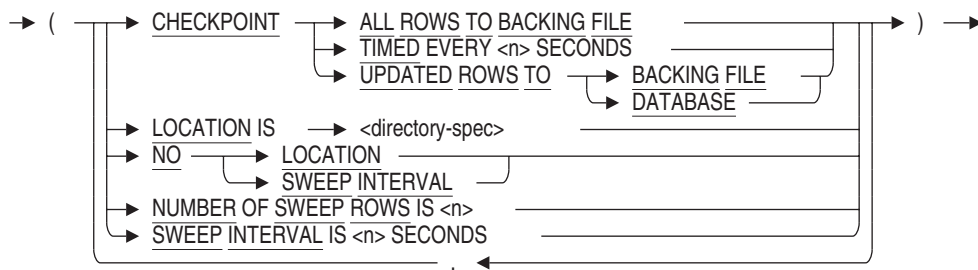 ( CHECKPOINT ALL ROWS TO BACKING FILE )
TIMED EVERY <n> SECONDS
UPDATED ROWS TO BACKING FILE
DATABASE
LOCATION IS <directory-spec>
NO LOCATION
SWEEP INTERVAL
NUMBER OF SWEEP ROWS IS <n>
SWEEP INTERVAL IS <n> SECONDS
,